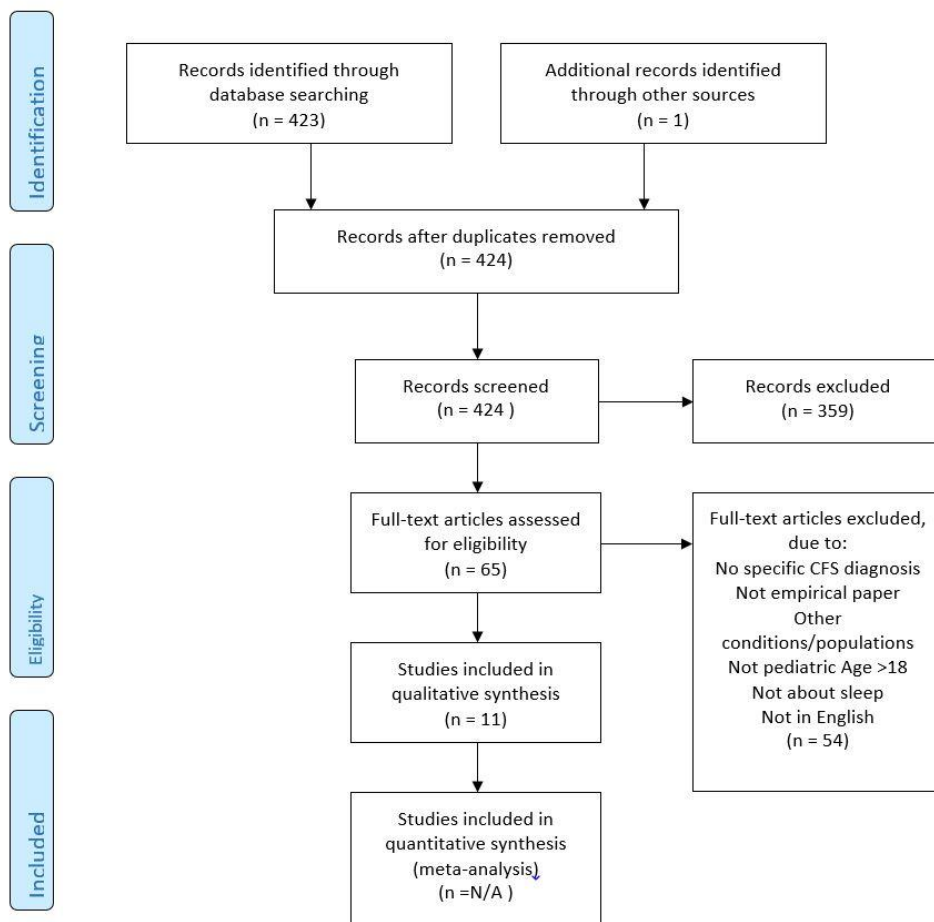 Identification
Records identified through
database searching
(n = 423)
Additional records identified
through other sources
(n = 1)
Records after duplicates removed
(n = 424)
Screening
Records screened
(n = 424 )
Records excluded
(n = 359)
Eligibility
Full-text articles assessed
for eligibility
(n = 65)
Full-text articles excluded,
due to:
No specific CFS diagnosis
Not empirical paper
Other
conditions/populations
Not pediatric Age >18
Not about sleep
Not in English
(n = 54)
Studies included in
qualitative synthesis
(n = 11)
Included
Studies included in
quantitative synthesis
(meta-analysis)
(n =N/A )